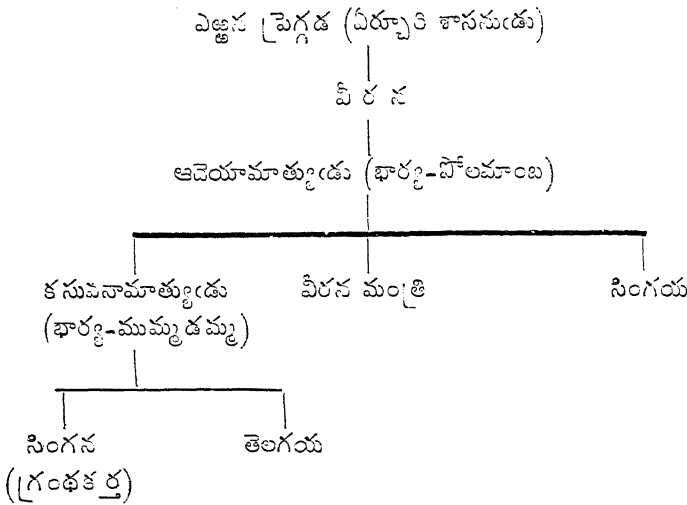 ఎఱ్ఱన ప్రెగ్గడ (ఏర్చూరి శాసనుఁడు)
వీరన
ఆదెయామాత్యుఁడు (భార్య-పోలమాంబ)
కసువనామాత్యుఁడు వీరన మంత్రి సింగయ
(భార్య-ముమ్మడమ్మ)
సింగన తెలగయ
(గ్రంథకర్త)